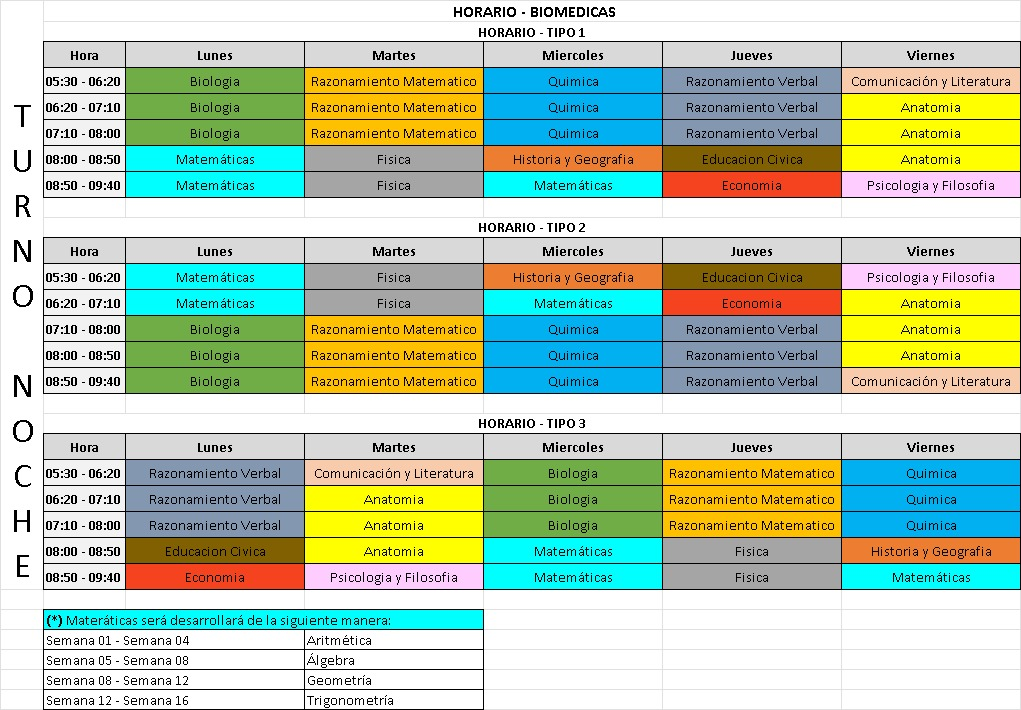 HORARIO - BIOMEDICAS
TURNO NOCHE
HORARIO - TIPO 1
Hora Lunes Martes Miercoles Jueves Viernes
05:30 - 06:20 Biologia Razonamiento Matematico Quimica Razonamiento Verbal Comunicación y Literatura
06:20 - 07:10 Biologia Razonamiento Matematico Quimica Razonamiento Verbal Anatomia
07:10 - 08:00 Biologia Razonamiento Matematico Quimica Razonamiento Verbal Anatomia
08:00 - 08:50 Matemáticas Fisica Historia y Geografia Educacion Civica Anatomia
08:50 - 09:40 Matemáticas Fisica Matemáticas Economia Psicologia y Filosofia
HORARIO - TIPO 2
Hora Lunes Martes Miercoles Jueves Viernes
05:30 - 06:20 Matemáticas Fisica Historia y Geografia Educacion Civica Psicologia y Filosofia
06:20 - 07:10 Matemáticas Fisica Matemáticas Economia Anatomia
07:10 - 08:00 Biologia Razonamiento Matematico Quimica Razonamiento Verbal Anatomia
08:00 - 08:50 Biologia Razonamiento Matematico Quimica Razonamiento Verbal Anatomia
08:50 - 09:40 Biologia Razonamiento Matematico Quimica Razonamiento Verbal Comunicación y Literatura
HORARIO - TIPO 3
Hora Lunes Martes Miercoles Jueves Viernes
05:30 - 06:20 Razonamiento Verbal Comunicación y Literatura Biologia Razonamiento Matematico Quimica
06:20 - 07:10 Razonamiento Verbal Anatomia Biologia Razonamiento Matematico Quimica
07:10 - 08:00 Razonamiento Verbal Anatomia Biologia Razonamiento Matematico Quimica
08:00 - 08:50 Educacion Civica Anatomia Matemáticas Fisica Historia y Geografia
08:50 - 09:40 Economia Psicologia y Filosofia Matemáticas Fisica Matemáticas
(*) Materáticas será desarrollará de la siguiente manera:
Semana 01 - Semana 04 Aritmética
Semana 05 - Semana 08 Álgebra
Semana 08 - Semana 12 Geometría
Semana 12 - Semana 16 Trigonometría